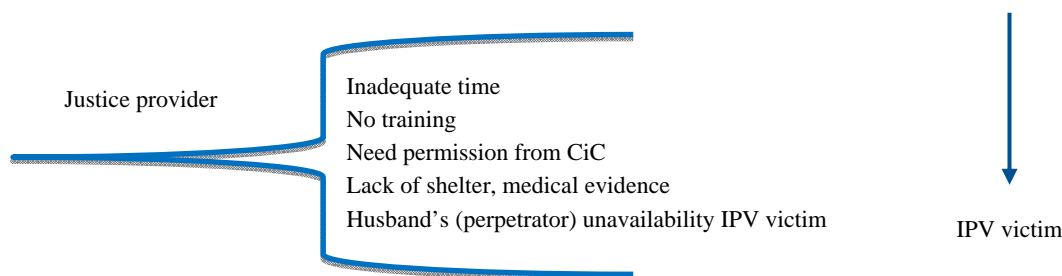 Justice provider
Inadequate time
No training
Need permission from CiC
Lack of shelter, medical evidence
Husband's (perpetrator) unavailability IPV victim
IPV victim